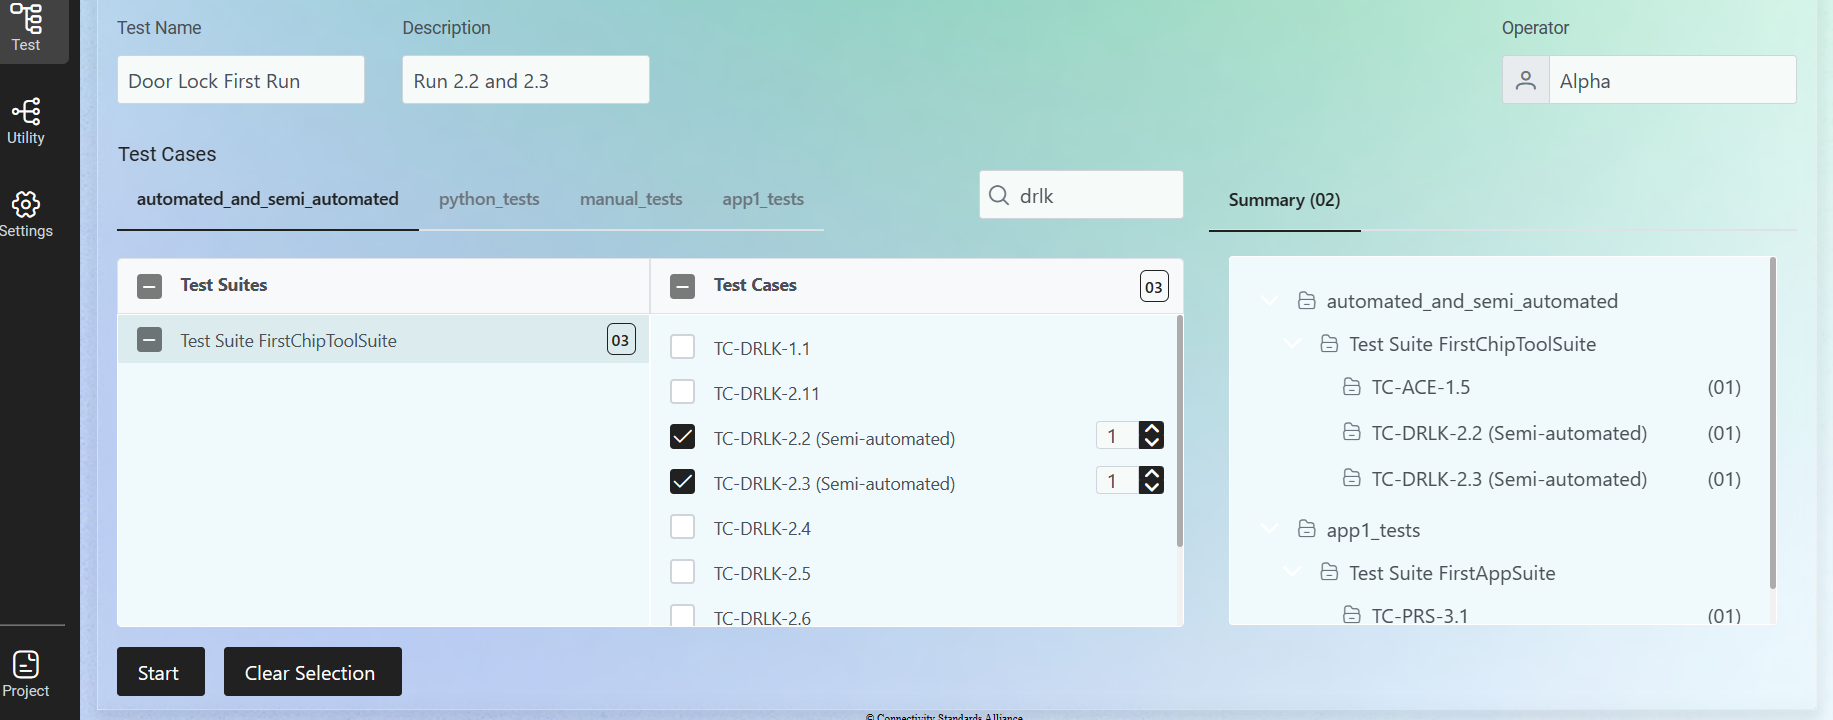 Test
Utility
Settings
Project
Test Name
Description
Operator
Door Lock First Run
Run 2.2 and 2.3
Alpha
Test Cases
automated_and_semi_automated
python_tests
manual_tests
app1_tests
drlk
Summary (02)
Test Suites
Test Cases
03
Test Suite FirstChipToolSuite
03
TC-DRLK-1.1
TC-DRLK-2.11
TC-DRLK-2.2 (Semi-automated)
1
TC-DRLK-2.3 (Semi-automated)
1
TC-DRLK-2.4
TC-DRLK-2.5
TC-DRLK-2.6
automated_and_semi_automated
Test Suite FirstChipToolSuite
TC-ACE-1.5 (01)
TC-DRLK-2.2 (Semi-automated) (01)
TC-DRLK-2.3 (Semi-automated) (01)
app1_tests
Test Suite FirstAppSuite
TC-PRS-3.1 (01)
Start
Clear Selection
© Connectivity Standards Alliance